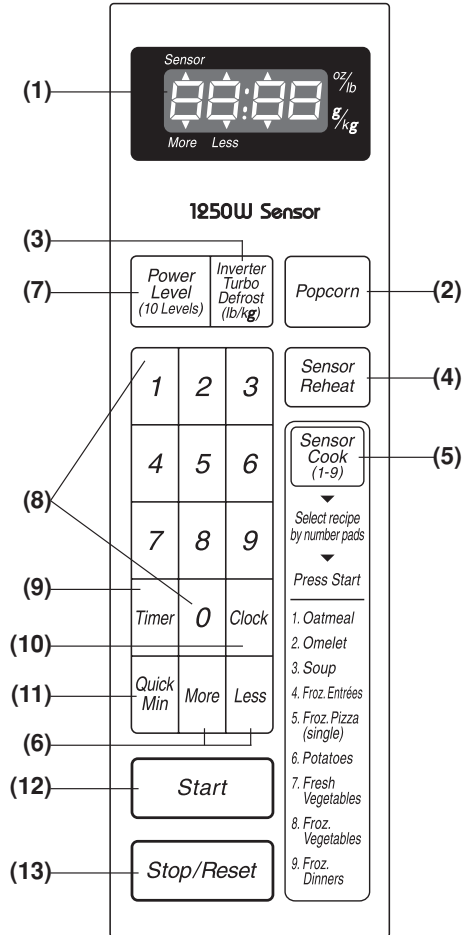 Sensor
(1)
88:88
oz/lb
g/kg
More Less
1250W Sensor
(3)
(7)
Power
Level
(10 Levels)
Inverter
Turbo
Defrost
(lb/kg)
Popcorn
(2)
1 2 3
Sensor
Reheat
(4)
4 5 6
Sensor
Cook
(1-9)
(5)
(8)
Select recipe
by number pads
7 8 9
Press Start
(9)
Timer 0 Clock
(10)
1. Oatmeal
2. Omelet
3. Soup
4. Froz. Entrées
5. Froz. Pizza
(single)
6. Potatoes
7. Fresh
Vegetables
8. Froz.
Vegetables
9. Froz.
Dinners
(11)
Quick
Min
More Less
(6)
(12)
Start
(13)
Stop/Reset